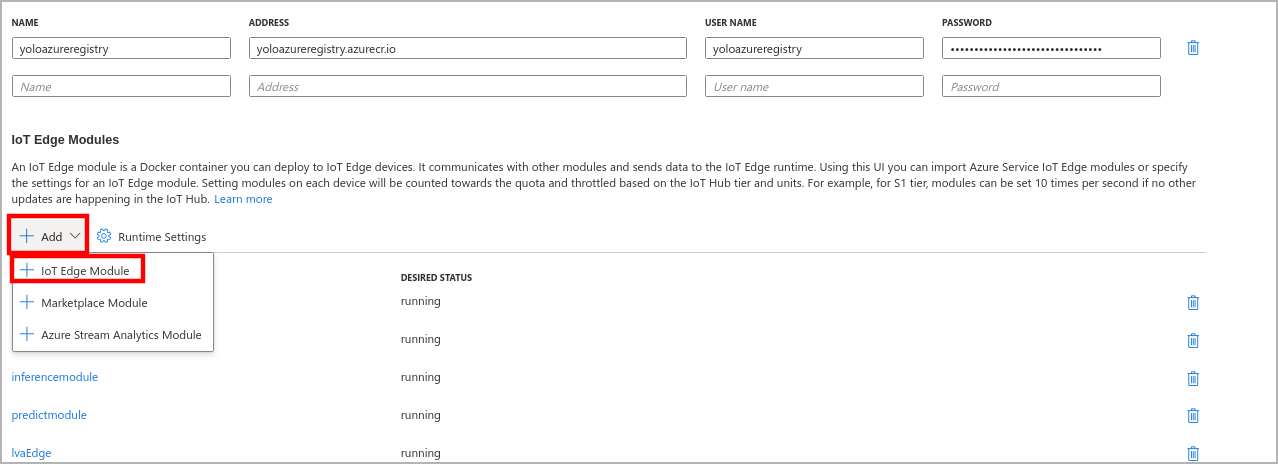 NAME ADDRESS USER NAME PASSWORD
yoloazureregistry yoloazureregistry.azurecr.io yoloazureregistry ••••••••••••••••••••••••••••••••
Name Address User name Password
IoT Edge Modules
An IoT Edge module is a Docker container you can deploy to IoT Edge devices. It communicates with other modules and sends data to the IoT Edge runtime. Using this UI you can import Azure Service IoT Edge modules or specify
the settings for an IoT Edge module. Setting modules on each device will be counted towards the quota and throttled based on the IoT Hub tier and units. For example, for S1 tier, modules can be set 10 times per second if no other
updates are happening in the IoT Hub. Learn more
Add Runtime Settings
IoT Edge Module
DESIRED STATUS
Marketplace Module running
Azure Stream Analytics Module running
inferencemodule running
predictmodule running
lvaEdge running